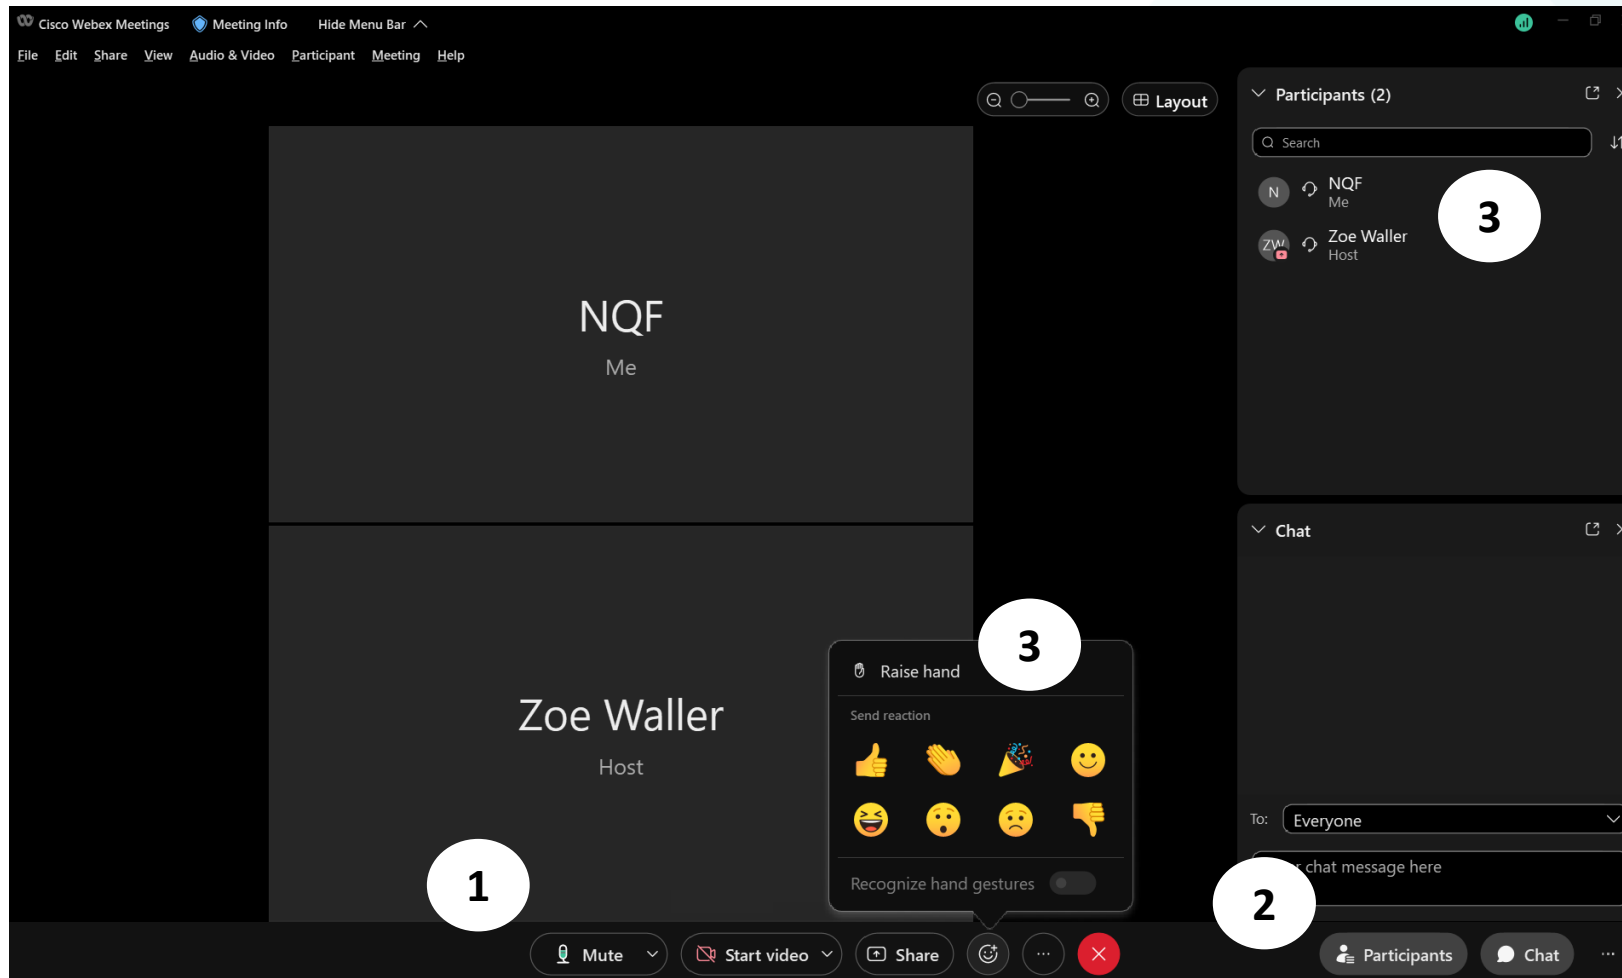 Cisco Webex Meetings Meeting Info Hide Menu Bar
File Edit Share View Audio & Video Participant Meeting Help
Layout
NQF
Me
Zoe Waller
Host
3
Raise hand
Send reaction
Recognize hand gestures
1
Mute Start video Share
Participants (2)
Search
N NQF
Me
3
ZW Zoe Waller
Host
Chat
To: Everyone
chat message here
2
Participants Chat